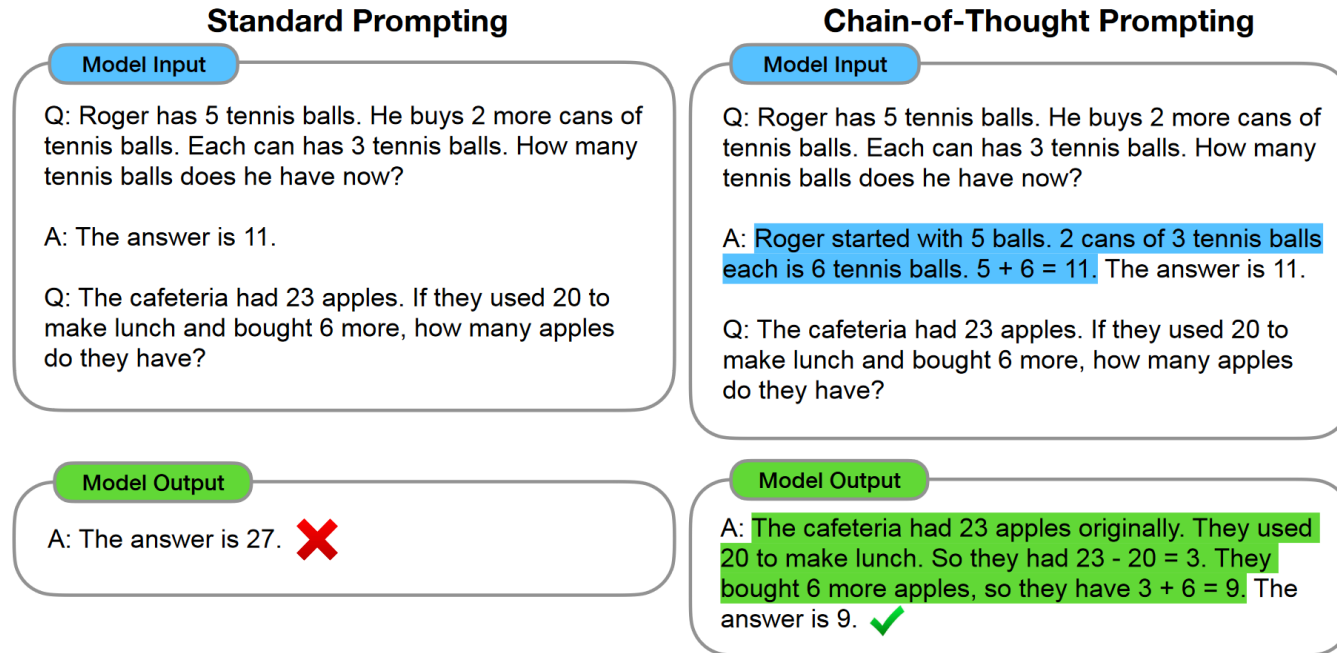 Standard Prompting
Model Input
Q: Roger has 5 tennis balls. He buys 2 more cans of
tennis balls. Each can has 3 tennis balls. How many
tennis balls does he have now?
A: The answer is 11.
Q: The cafeteria had 23 apples. If they used 20 to
make lunch and bought 6 more, how many apples
do they have?
Model Output
A: The answer is 27.
Chain-of-Thought Prompting
Model Input
Q: Roger has 5 tennis balls. He buys 2 more cans of
tennis balls. Each can has 3 tennis balls. How many
tennis balls does he have now?
A: Roger started with 5 balls. 2 cans of 3 tennis balls
each is 6 tennis balls. 5 + 6 = 11. The answer is 11.
Q: The cafeteria had 23 apples. If they used 20 to
make lunch and bought 6 more, how many apples
do they have?
Model Output
A: The cafeteria had 23 apples originally. They used
20 to make lunch. So they had 23 - 20 = 3. They
bought 6 more apples, so they have 3 + 6 = 9. The
answer is 9.